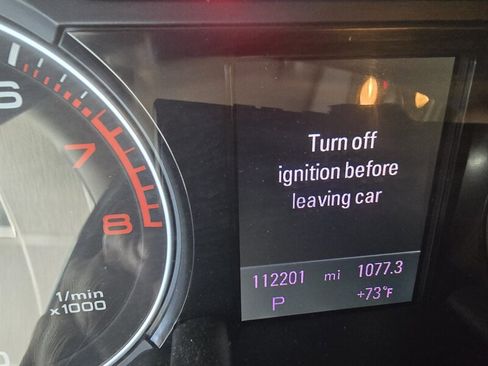 6
7
8
1/min
x1000
Turn off
ignition before
leaving car
112201 mi 1077.3
P +73°F